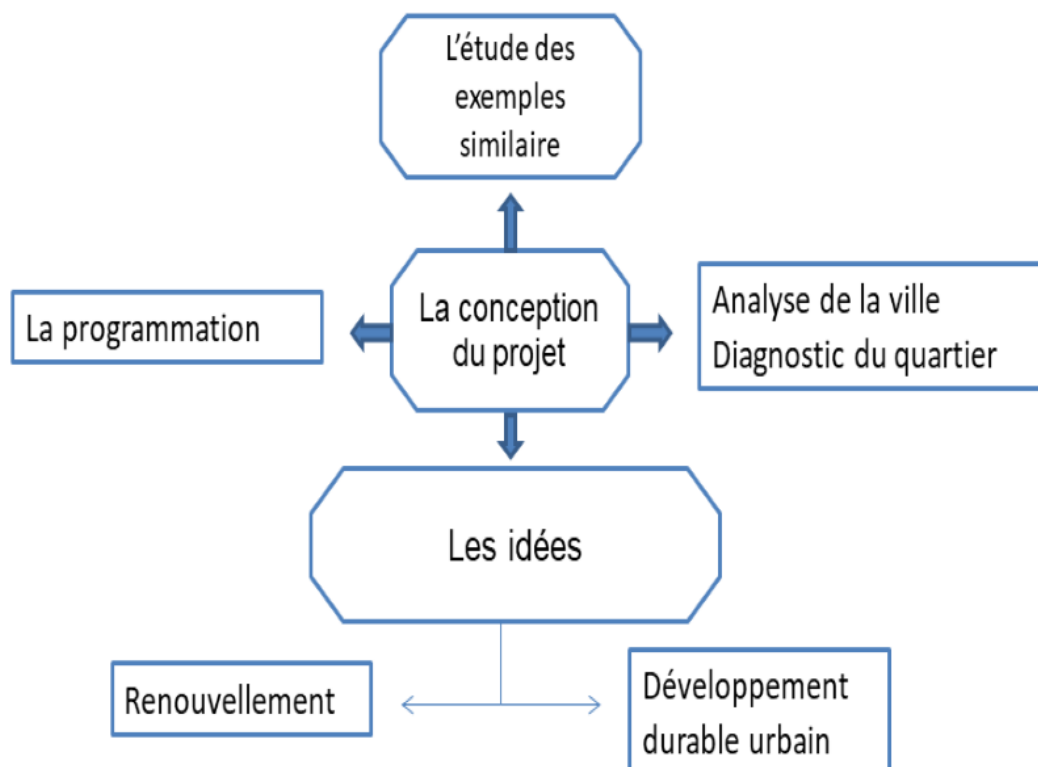 L'étude des
exemples
similaire
La programmation
La conception
du projet
Analyse de la ville
Diagnostic du quartier
Les idées
Renouvellement
Développement
durable urbain